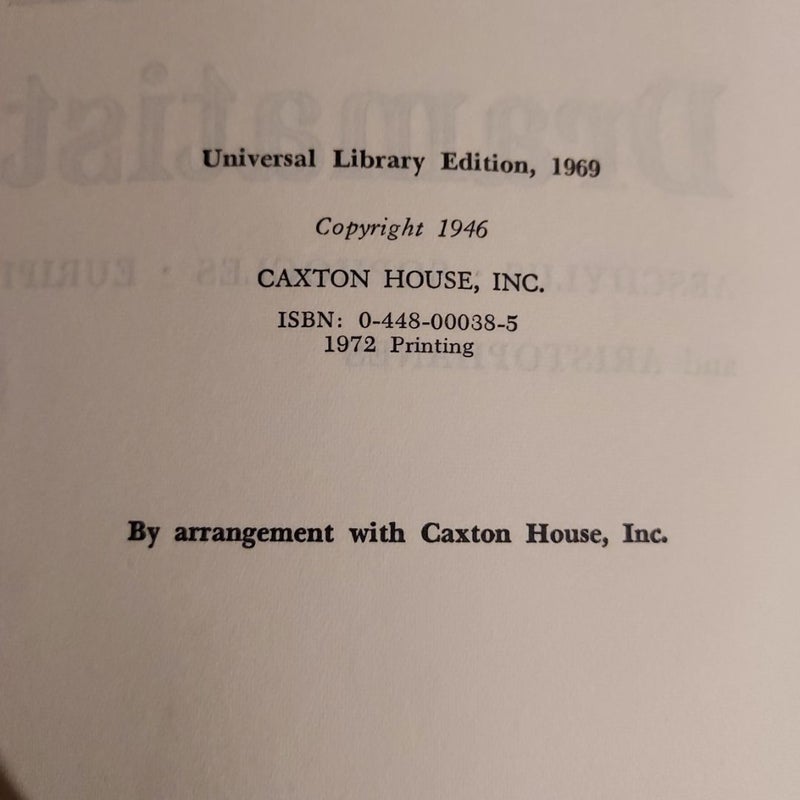 Universal Library Edition, 1969
Copyright 1946
CAXTON HOUSE, INC.
ISBN: 0-448-00038-5
1972 Printing
By arrangement with Caxton House, Inc.